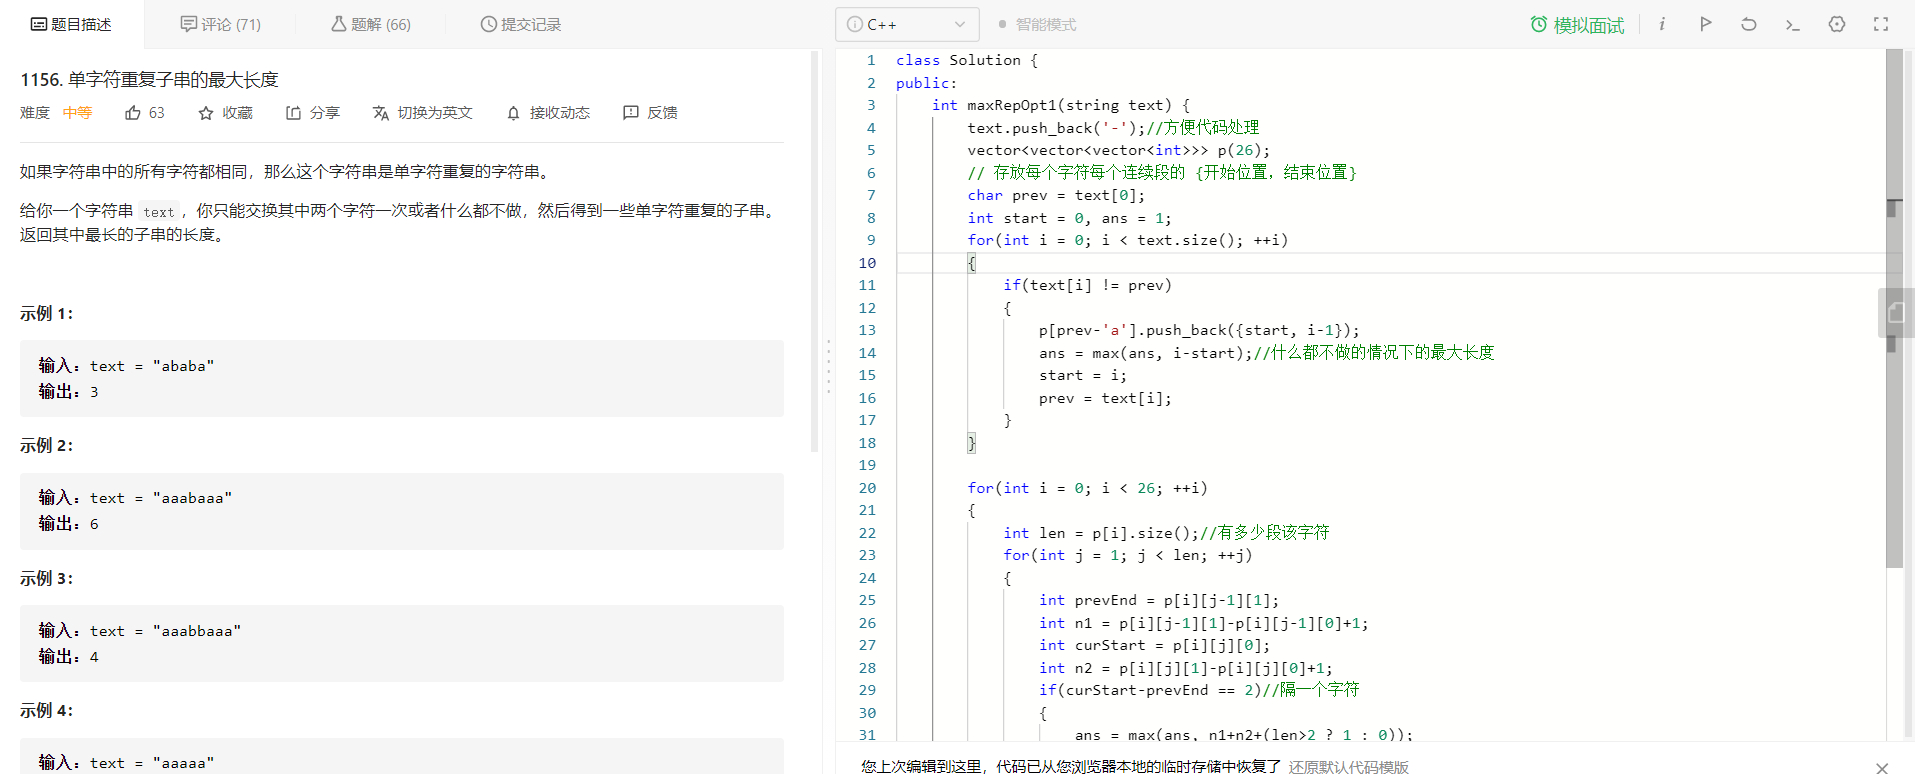 题目描述 评论 (71) 题解 (66) 提交记录
1156. 单字符重复子串的最大长度
难度 中等 63 收藏 分享 切换为英文 接收动态 反馈
如果字符串中的所有字符都相同，那么这个字符串是单字符重复的字符串。
给你一个字符串 text，你只能交换其中两个字符一次或者什么都不做，然后得到一些单字符重复的子串。
返回其中最长的子串的长度。
示例 1：
输入：text = "ababa"
输出：3
示例 2：
输入：text = "aaabaaa"
输出：6
示例 3：
输入：text = "aaabbaaa"
输出：4
示例 4：
输入：text = "aaaaa"
C++ 智能模式 模拟面试
1 class Solution {
2 public:
3     int maxRepOpt1(string text) {
4         text.push_back('-');//方便代码处理
5         vector<vector<vector<int>>> p(26);
6         // 存放每个字符每个连续段的 {开始位置，结束位置}
7         char prev = text[0];
8         int start = 0, ans = 1;
9         for(int i = 0; i < text.size(); ++i)
10         {
11             if(text[i] != prev)
12             {
13                 p[prev-'a'].push_back({start, i-1});
14                 ans = max(ans, i-start);//什么都不做的情况下的最大长度
15                 start = i;
16                 prev = text[i];
17             }
18         }
19
20         for(int i = 0; i < 26; ++i)
21         {
22             int len = p[i].size();//有多少段该字符
23             for(int j = 1; j < len; ++j)
24             {
25                 int prevEnd = p[i][j-1][1];
26                 int n1 = p[i][j-1][1]-p[i][j-1][0]+1;
27                 int curStart = p[i][j][0];
28                 int n2 = p[i][j][1]-p[i][j][0]+1;
29                 if(curStart-prevEnd == 2)//隔一个字符
30                 {
31                     ans = max(ans, n1+n2+(len>2 ? 1 : 0));
您上次编辑到这里，代码已从您浏览器本地的临时存储中恢复了 还原默认代码模版